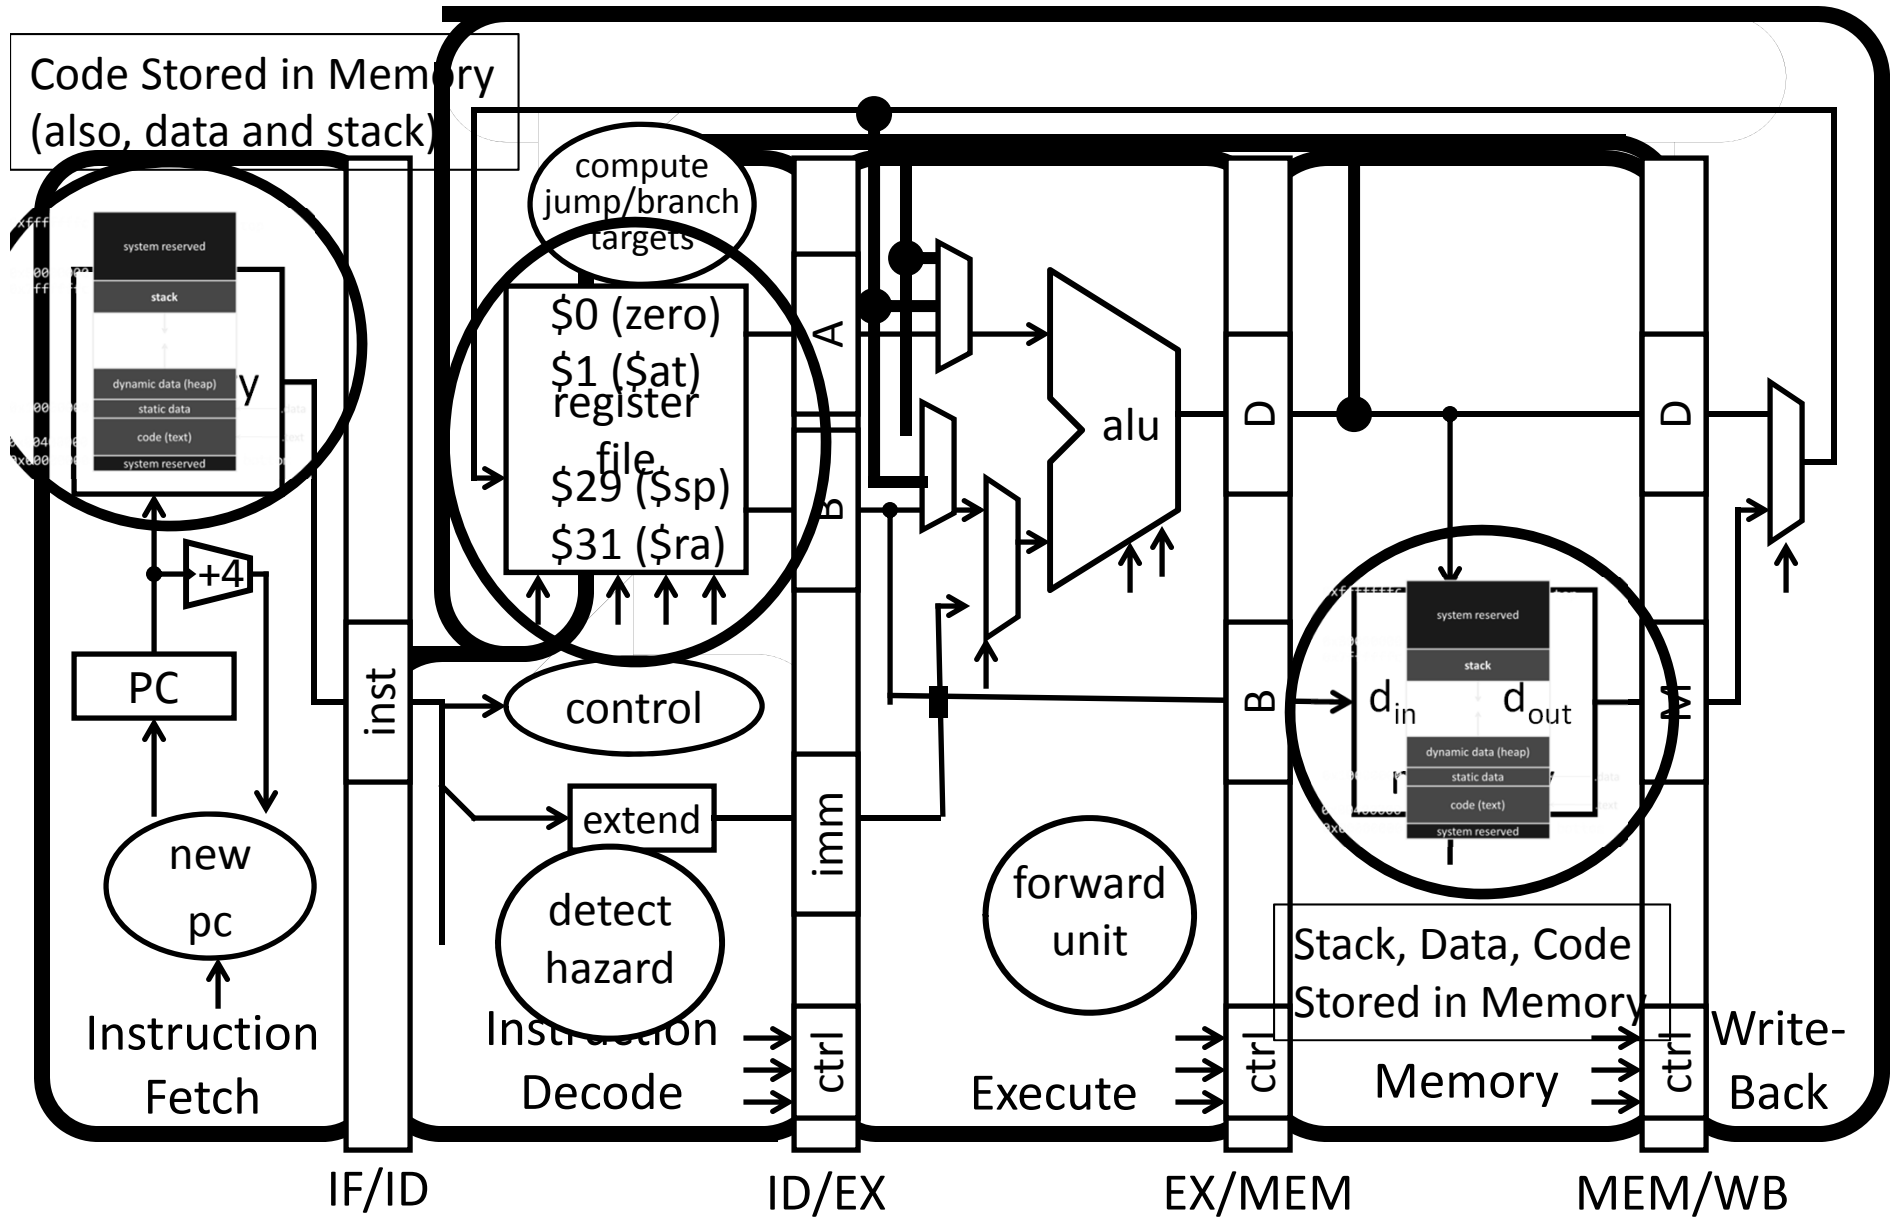 Code Stored in Memory
(also, data and stack)
compute
jump/branch
targets
system reserved
stack
dynamic data (heap)
static data
code (text)
system reserved
y
$0 (zero)
$1 ($at)
register
file
$29 ($sp)
$31 ($ra)
A
B
alu
D
D
+4
PC
new
pc
inst
control
extend
imm
detect
hazard
forward
unit
B
system reserved
stack
din
dout
dynamic data (heap)
static data
code (text)
system reserved
M
Stack, Data, Code
Stored in Memory
Instruction
Fetch
Instruction
Decode
ctrl
Execute
ctrl
Memory
ctrl
Write-
Back
IF/ID
ID/EX
EX/MEM
MEM/WB